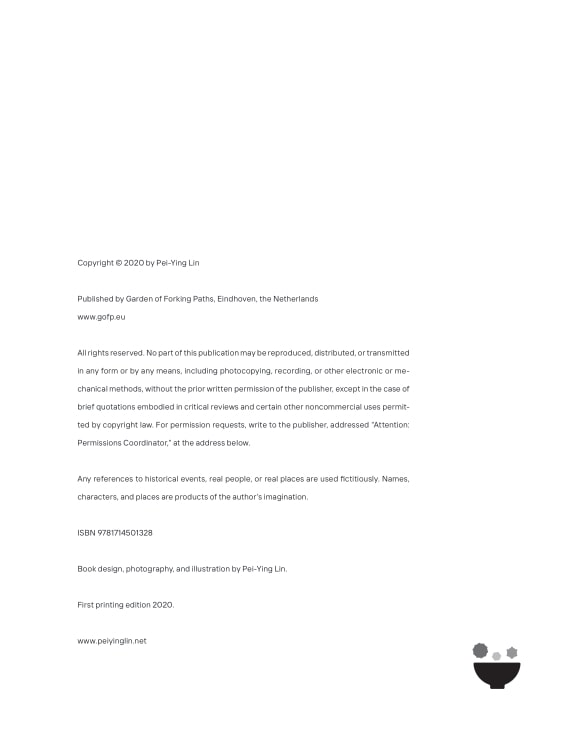 Copyright © 2020 by Pei-Ying Lin
Published by Garden of Forking Paths, Eindhoven, the Netherlands
www.gofp.eu
All rights reserved. No part of this publication may be reproduced, distributed, or transmitted
in any form or by any means, including photocopying, recording, or other electronic or me-
chanical methods, without the prior written permission of the publisher, except in the case of
brief quotations embodied in critical reviews and certain other noncommercial uses permit-
ted by copyright law. For permission requests, write to the publisher, addressed "Attention:
Permissions Coordinator," at the address below.
Any references to historical events, real people, or real places are used fictitiously. Names,
characters, and places are products of the author's imagination.
ISBN 9781714501328
Book design, photography, and illustration by Pei-Ying Lin.
First printing edition 2020.
www.peiyinglin.net